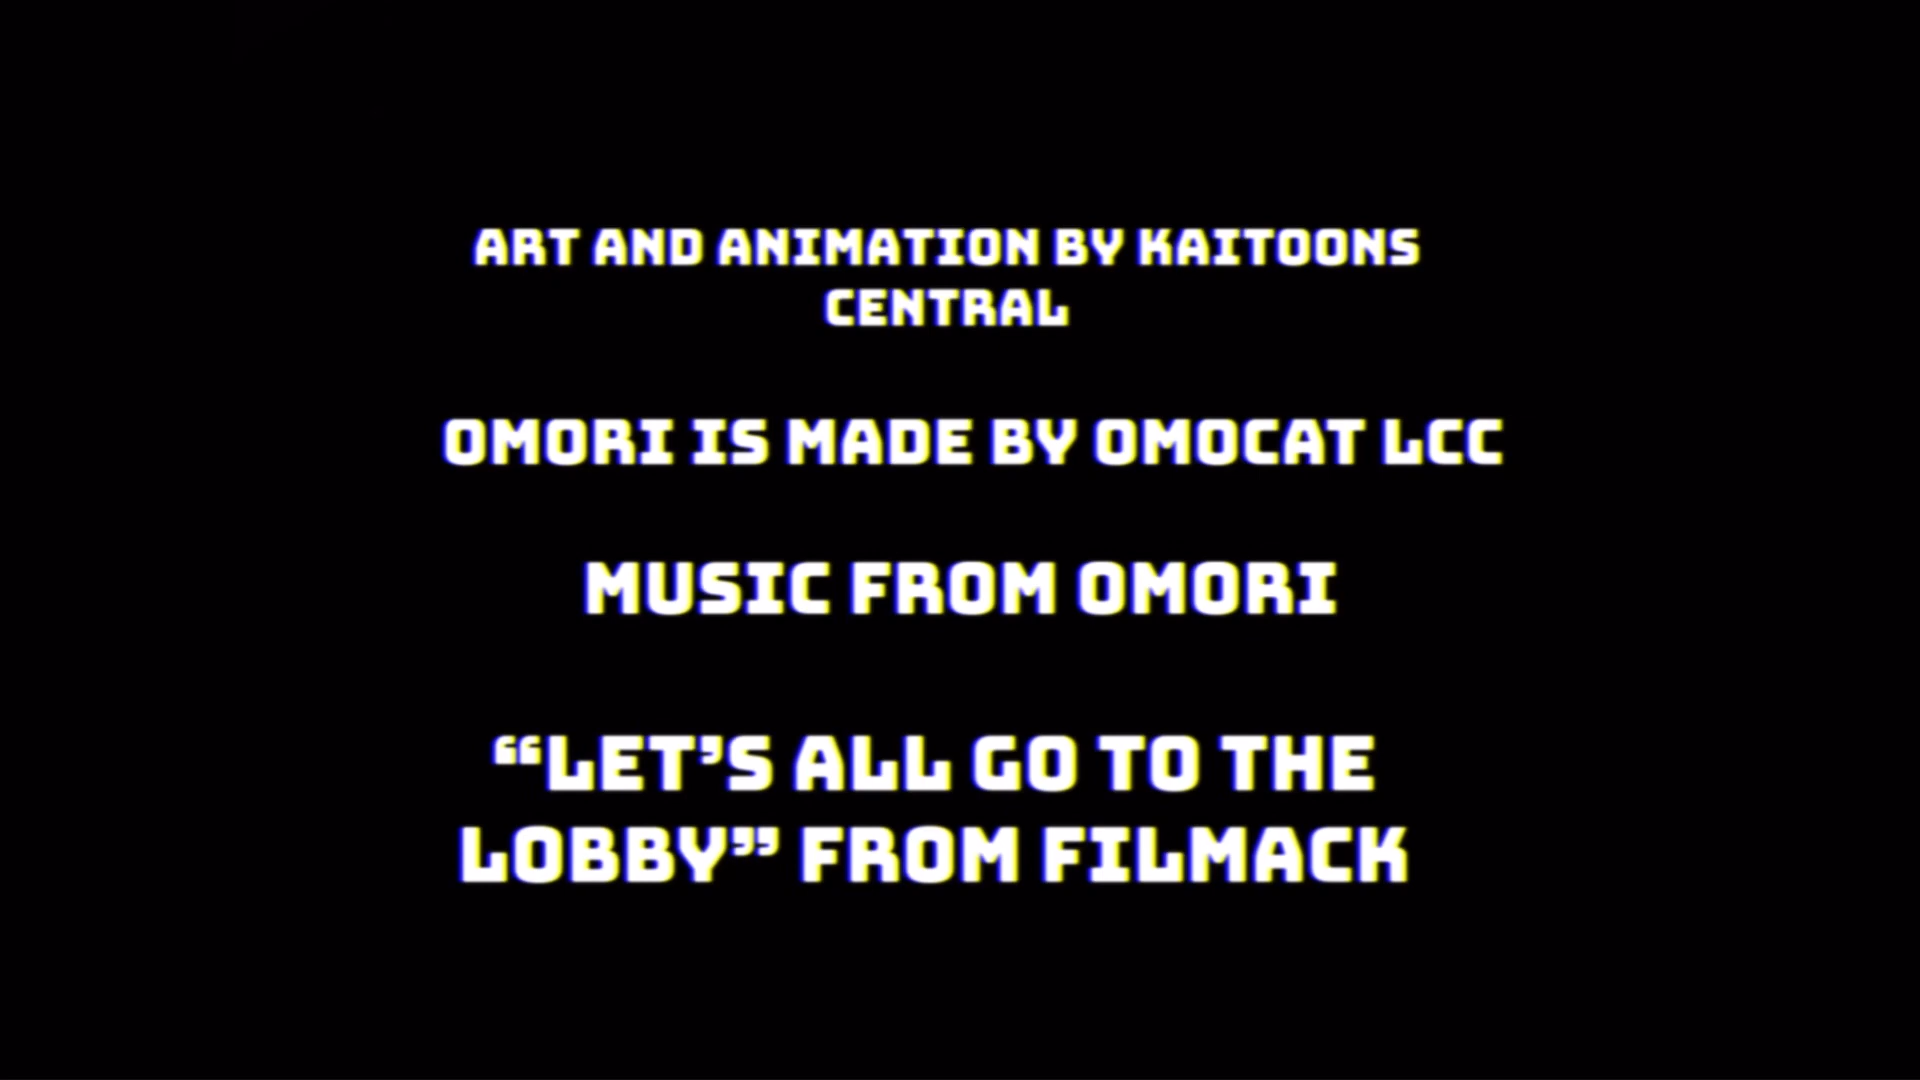 ART AND ANIMATION BY KAITOONS
CENTRAL
OMORI IS MADE BY OMOCAT LCC
MUSIC FROM OMORI
“LET’S ALL GO TO THE
LOBBY” FROM FILMACK